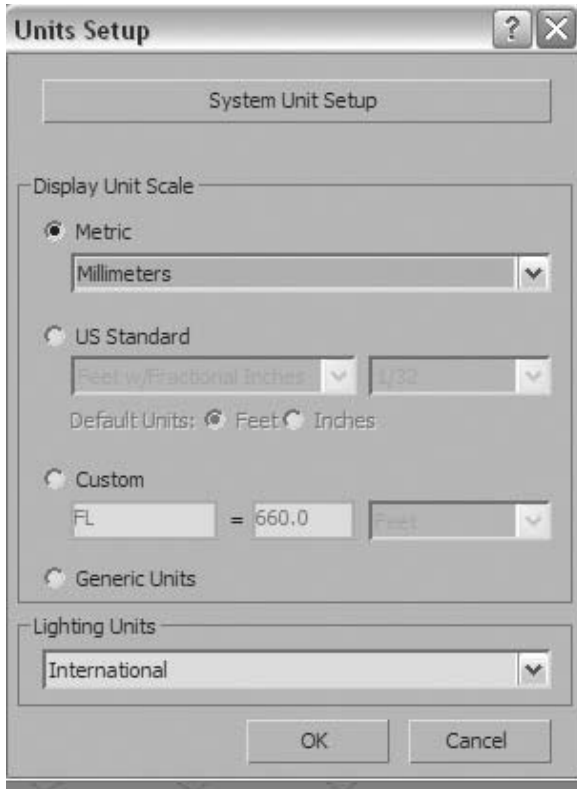 Units Setup
System Unit Setup
Display Unit Scale
Metric
Millimeters
US Standard
Feet w/Fractional Inches 1/32
Default Units: Feet Inches
Custom
FL = 660.0 Feet
Generic Units
Lighting Units
International
OK Cancel